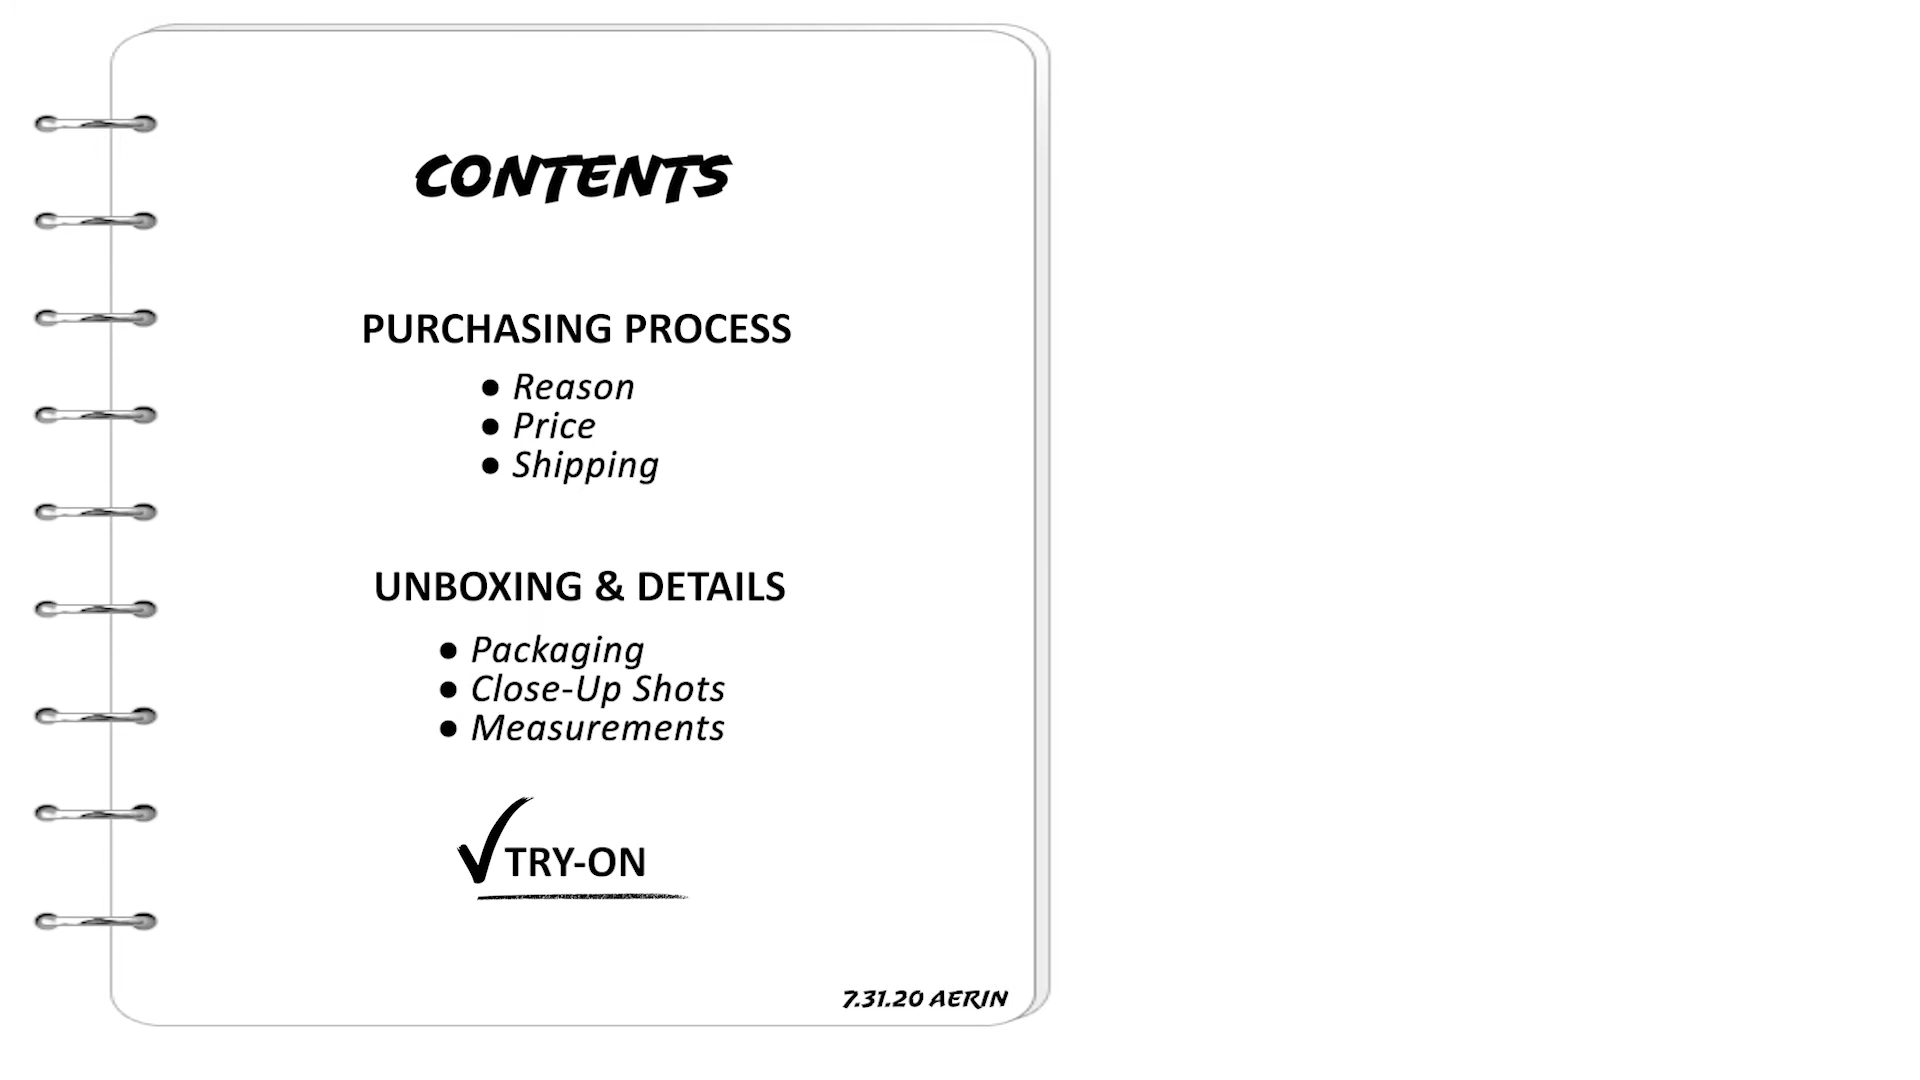 CONTENTS
PURCHASING PROCESS
● Reason
● Price
● Shipping
UNBOXING & DETAILS
● Packaging
● Close-Up Shots
● Measurements
✓TRY-ON
7.31.20 AERIN